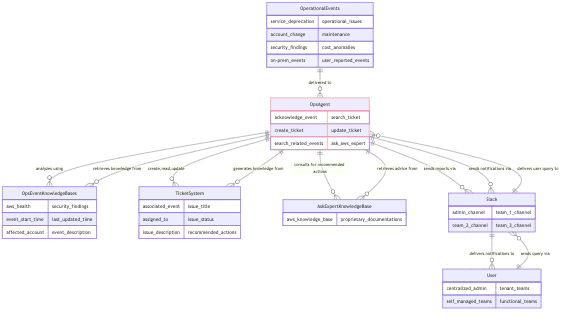 OperationalEvents
service_deprecation operational_issues
account_change maintenance
security_findings cost_anomalies
on-prem_events user_reported_events
delivered to
OpsAgent
acknowledge_event search_ticket
create_ticket update_ticket
search_related_events ask_aws_expert
analyzes using
retrieves knowledge from
create,read,update
generates knowledge from
consults for recommended
actions
retrieves advice from
sends reports via
sends notifications via
deliver user query to
OpsEventKnowledgeBases
aws_health security_findings
event_start_time last_updated_time
affected_account event_description
TicketSystem
associated_event issue_title
assigned_to issue_status
issue_description recommended_actions
AskExpertKnowledgeBase
aws_knowledge_base proprietary_documentations
Slack
admin_channel team_1_channel
team_2_channel team_3_channel
delivers notifications to
sends query via
User
centralized_admin tenant_teams
self_managed_teams functional_teams